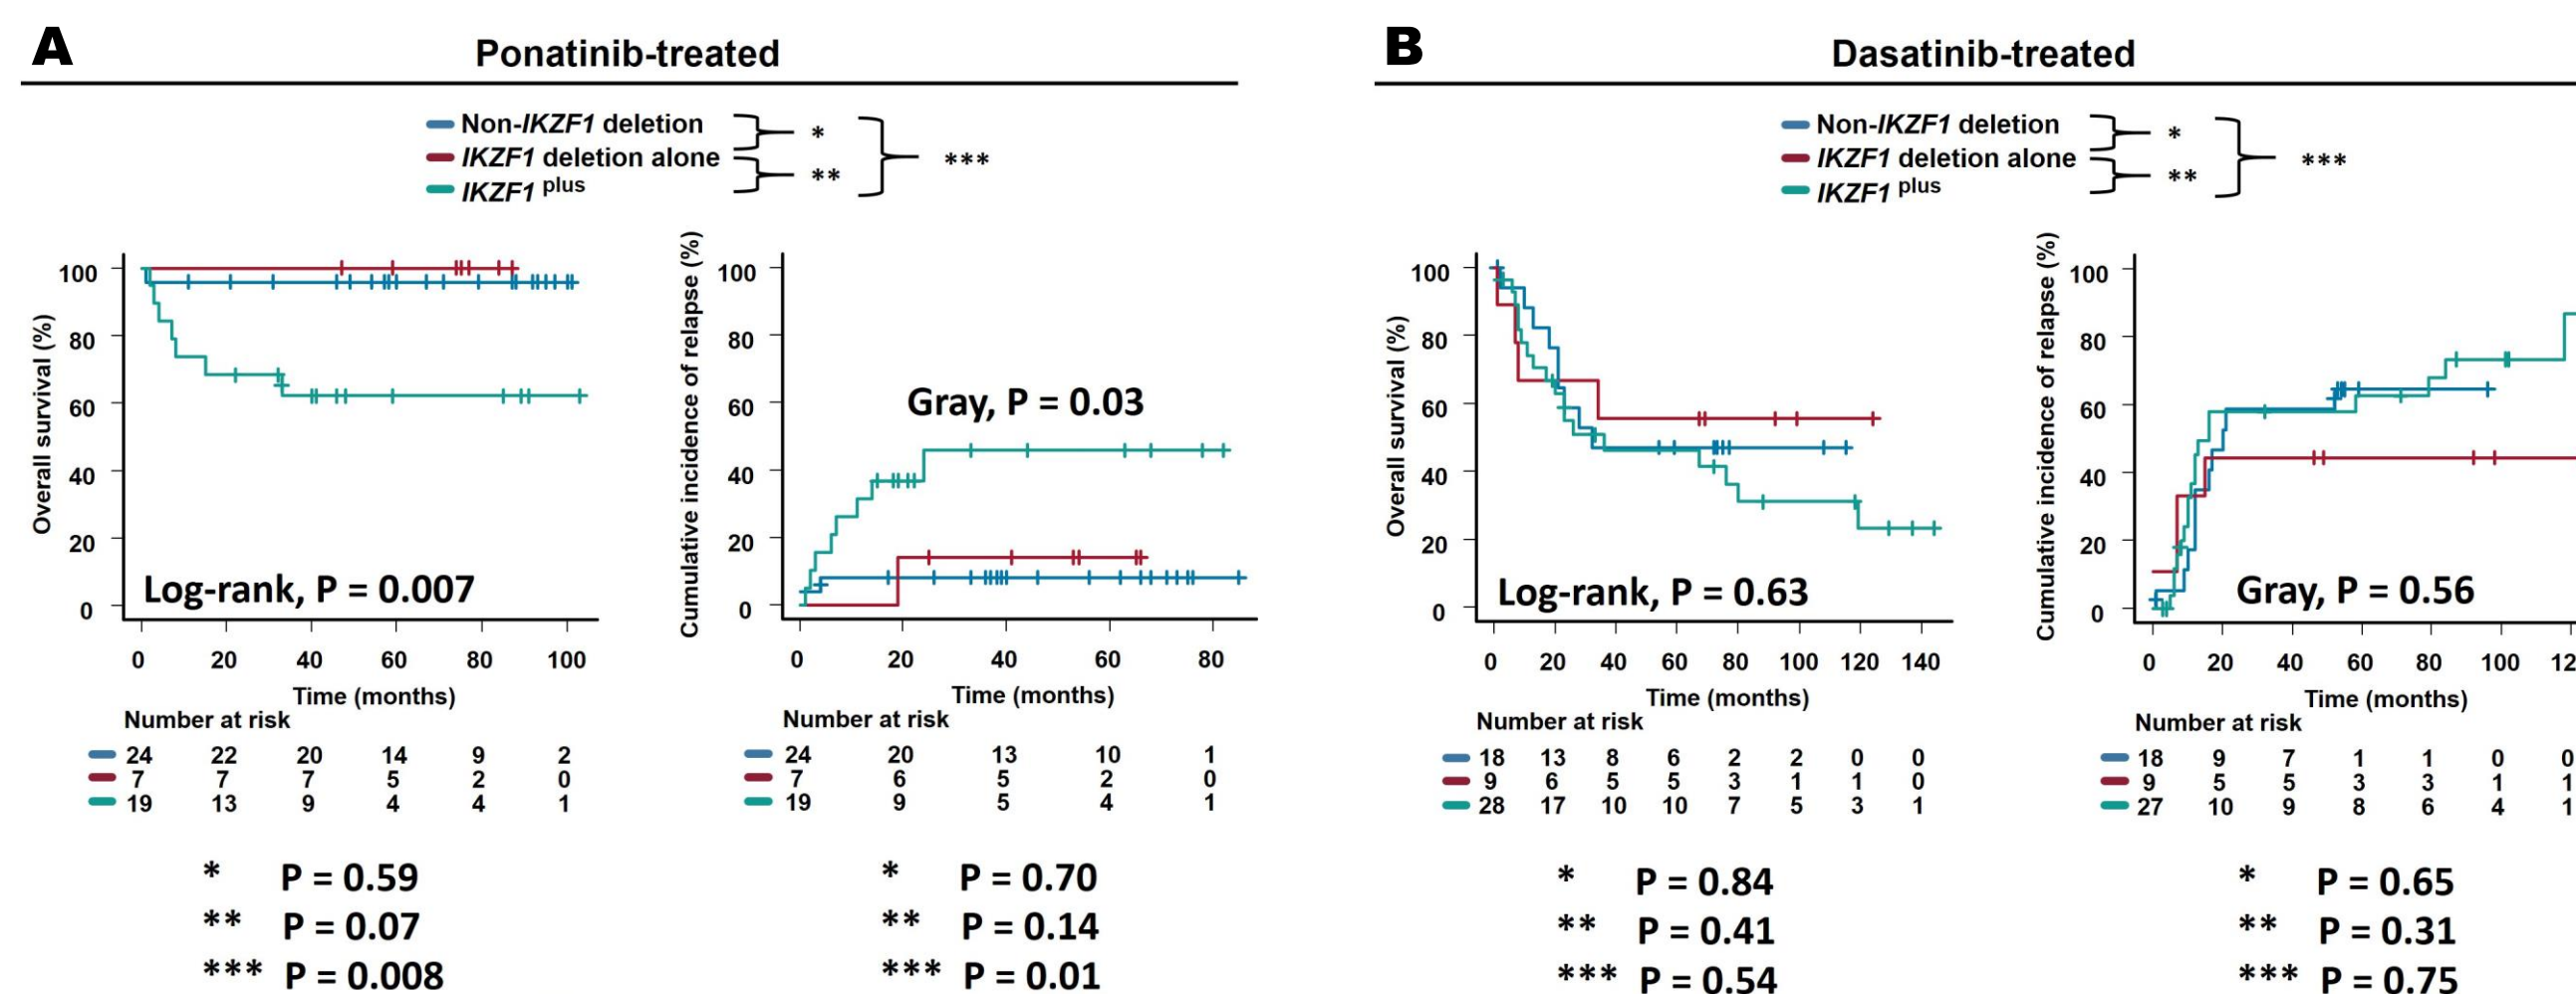 A
Ponatinib-treated
Non-IKZF1 deletion
IKZF1 deletion alone
IKZF1 plus
*
**
***
Overall survival (%)
100
80
60
40
20
0
Log-rank, P = 0.007
0 20 40 60 80 100
Time (months)
Number at risk
24 22 20 14 9 2
7 7 7 5 2 0
19 13 9 4 4 1
* P = 0.59
** P = 0.07
*** P = 0.008
Cumulative incidence of relapse (%)
100
80
60
40
20
0
Gray, P = 0.03
0 20 40 60 80
Time (months)
Number at risk
24 20 13 10 1
7 6 5 2 0
19 9 5 4 1
* P = 0.70
** P = 0.14
*** P = 0.01
B
Dasatinib-treated
Non-IKZF1 deletion
IKZF1 deletion alone
IKZF1 plus
*
**
***
Overall survival (%)
100
80
60
40
20
0
Log-rank, P = 0.63
0 20 40 60 80 100 120 140
Time (months)
Number at risk
18 13 8 6 2 2 0 0
9 6 5 5 3 1 1 0
28 17 10 10 7 5 3 1
* P = 0.84
** P = 0.41
*** P = 0.54
Cumulative incidence of relapse (%)
100
80
60
40
20
0
Gray, P = 0.56
0 20 40 60 80 100 12
Time (months)
Number at risk
18 9 7 1 1 0 0
9 5 5 3 3 1 1
27 10 9 8 6 4 1
* P = 0.65
** P = 0.31
*** P = 0.75